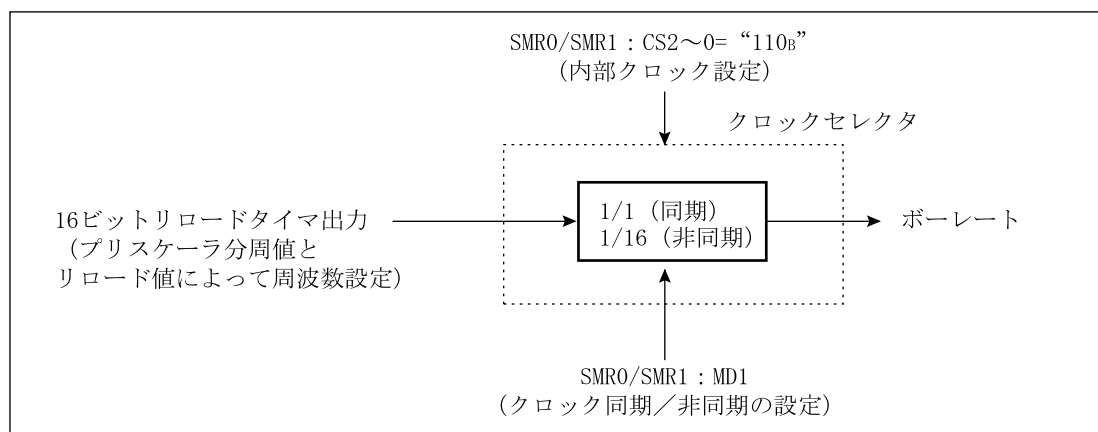 SMR0/SMR1：CS2～0=“110B”
（内部クロック設定）
クロックセレクタ
16ビットリロードタイマ出力
（プリスケーラ分周値と
リロード値によって周波数設定）
1/1（同期）
1/16（非同期）
ボーレート
SMR0/SMR1：MD1
（クロック同期／非同期の設定）